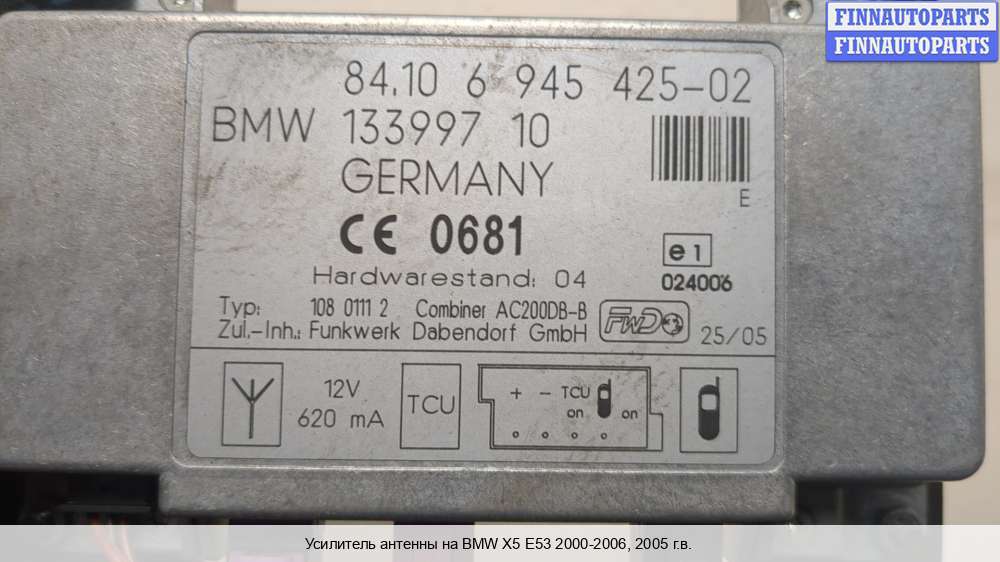 FINNAUTOPARTS
FINNAUTOPARTS
84.10 6 945 425-02
BMW 133997 10
GERMANY
E
CE 0681
e1
Hardwarestand: 04
024006
Typ: 108 0111 2 Combiner AC200DB-B
FWD
Zul.-Inh.: Funkwerk Dabendorf GmbH
25/05
12V
620 mA
TCU
+ - TCU
on on
Усилитель антенны на BMW X5 E53 2000-2006, 2005 г.в.